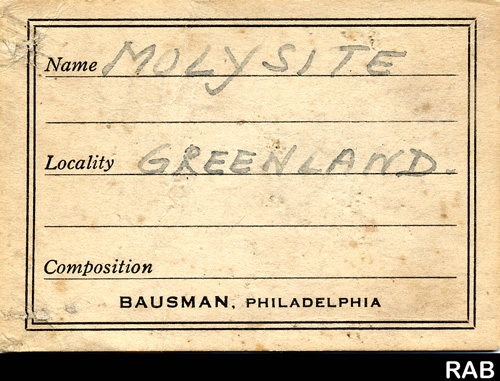 Name MOLYSITE
Locality GREENLAND
Composition
BAUSMAN, PHILADELPHIA
RAB